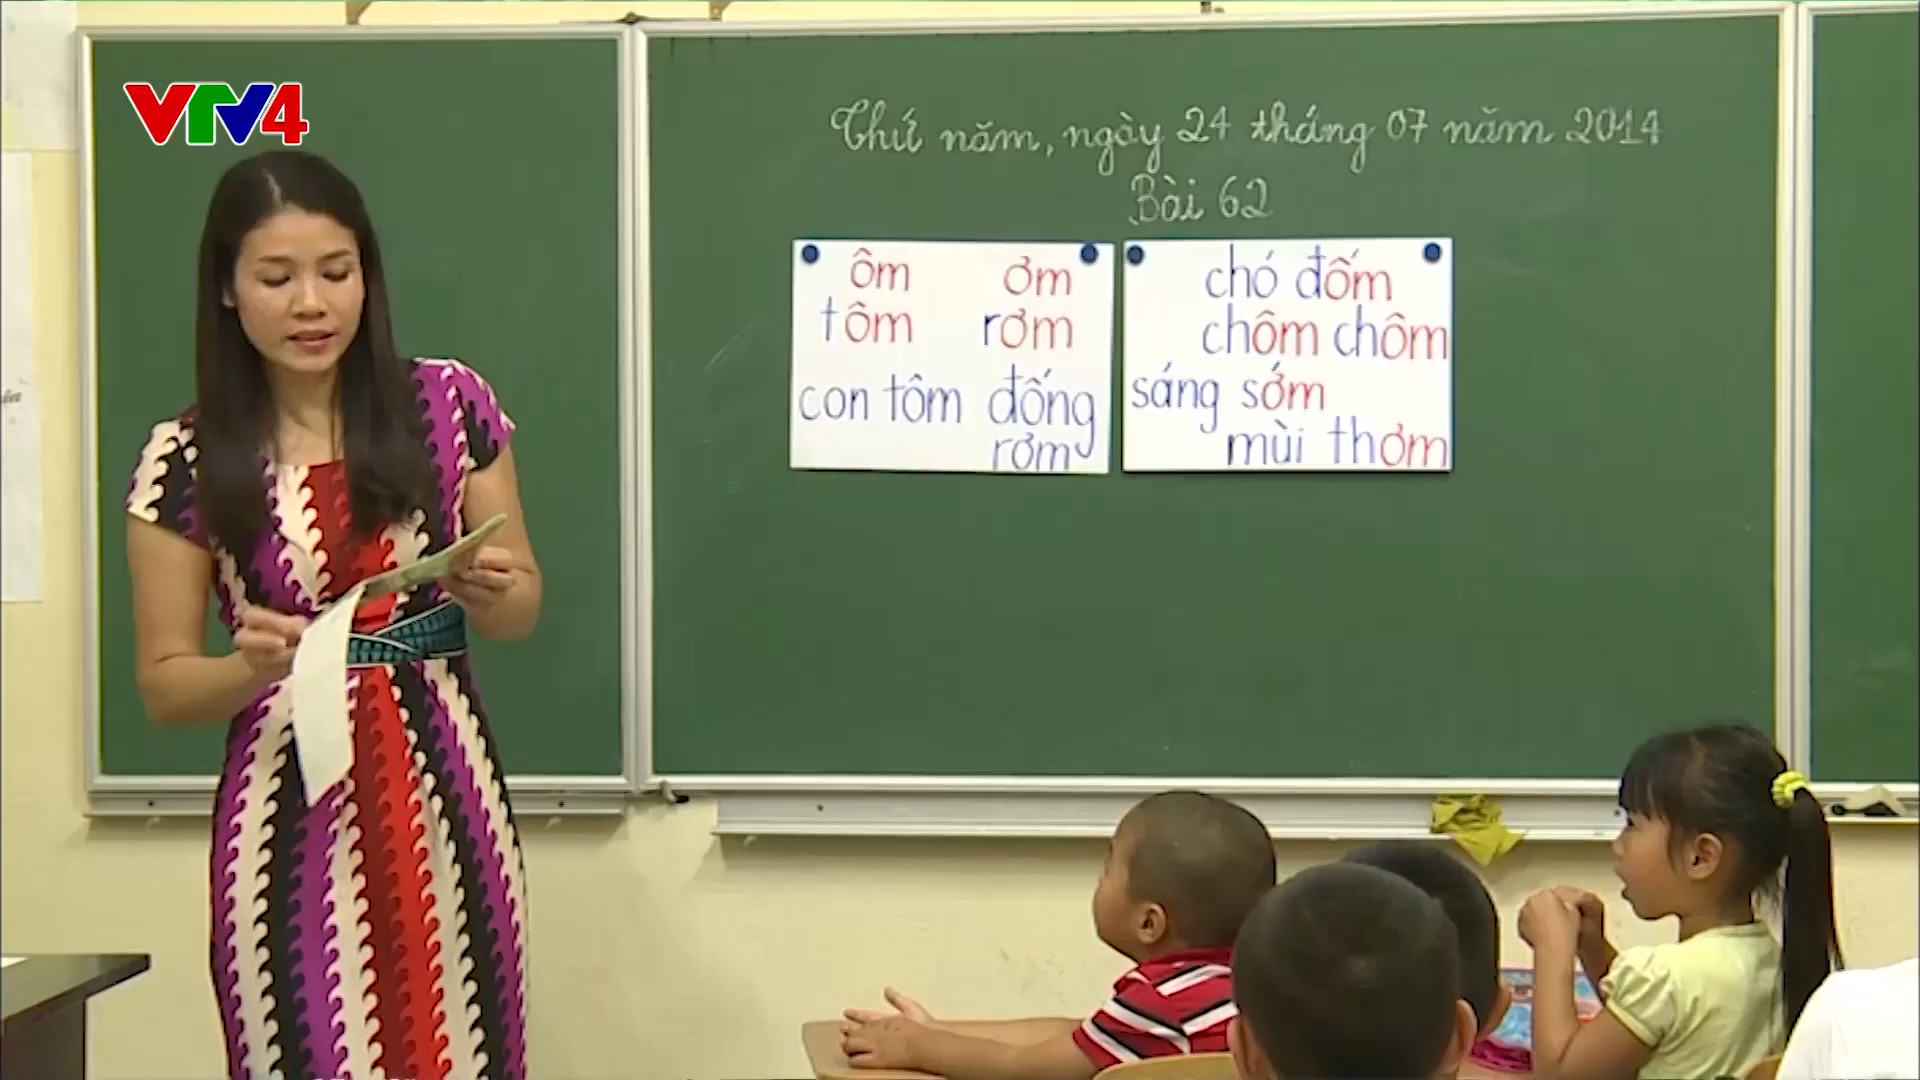 VTV4
Thứ năm, ngày 24 tháng 07 năm 2014
Bài 62
ôm ơm
tôm rơm
con tôm đống
rơm
chó đốm
chôm chôm
sáng sớm
mùi thơm